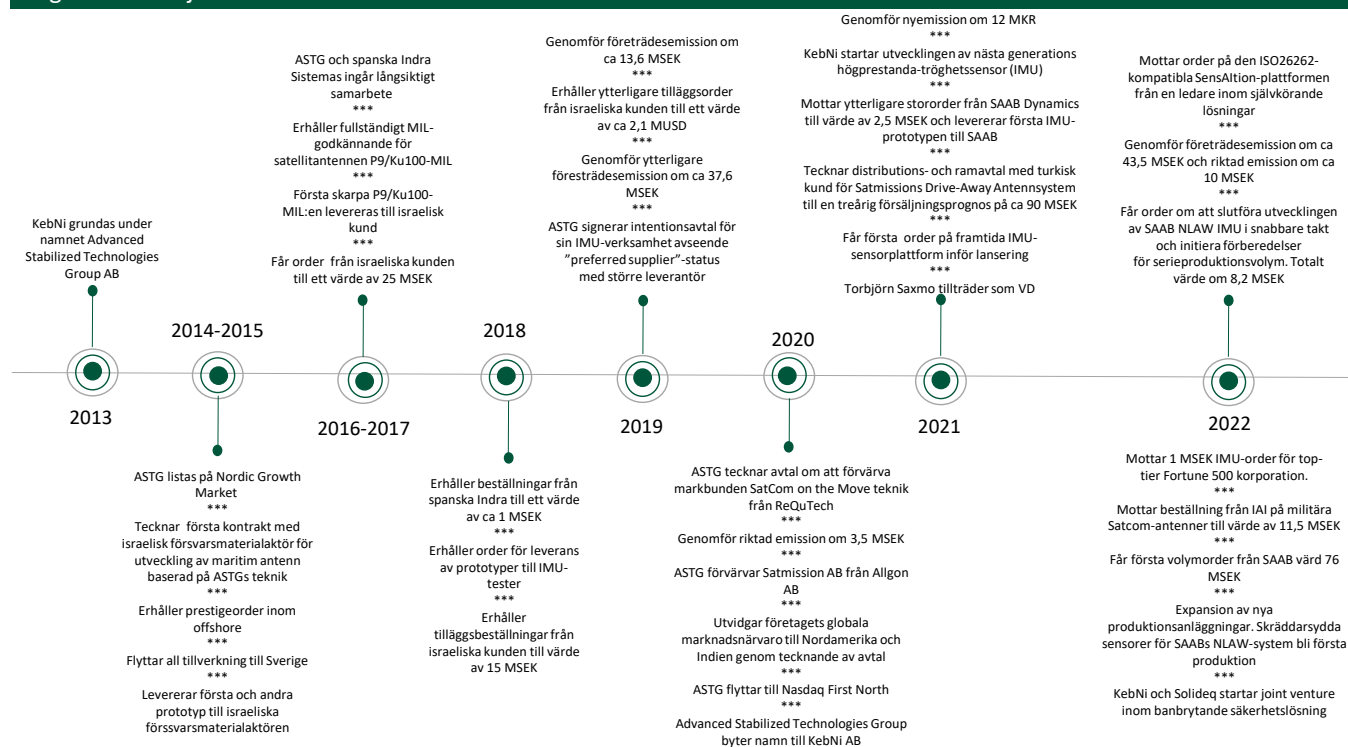 KebNi grundas under
namnet Advanced
Stabilized Technologies
Group AB
2013
2014-2015
ASTG listas på Nordic Growth
Market
***
Tecknar första kontrakt med
israelisk försvarsmaterialaktör för
utveckling av maritim antenn
baserad på ASTGs teknik
***
Erhåller prestigeorder inom
offshore
***
Flyttar all tillverkning till Sverige
***
Levererar första och andra
prototyp till israeliska
förssvarsmaterialaktören
ASTG och spanska Indra
Sistemas ingår långsiktigt
samarbete
***
Erhåller fullständigt MIL-
godkännande för
satellitantennen P9/Ku100-MIL
***
Första skarpa P9/Ku100-
MIL:en levereras till israelisk
kund
***
Får order från israeliska kunden
till ett värde av 25 MSEK
2016-2017
2018
Erhåller beställningar från
spanska Indra till ett värde
av ca 1 MSEK
***
Erhåller order för leverans
av prototyper till IMU-
tester
***
Erhåller
tilläggsbeställningar från
israeliska kunden till värde
av 15 MSEK
Genomför företrädesemission om
ca 13,6 MSEK
***
Erhåller ytterligare tilläggsorder
från israeliska kunden till ett värde
av ca 2,1 MUSD
***
Genomför ytterligare
föresträdesemission om ca 37,6
MSEK
***
ASTG signerar intentionsavtal för
sin IMU-verksamhet avseende
”preferred supplier”-status
med större leverantör
2019
2020
ASTG tecknar avtal om att förvärva
markbunden SatCom on the Move teknik
från ReQuTech
***
Genomför riktad emission om 3,5 MSEK
***
ASTG förvärvar Satmission AB från Allgon
AB
***
Utvidgar företagets globala
marknadsnärvaro till Nordamerika och
Indien genom tecknande av avtal
***
ASTG flyttar till Nasdaq First North
***
Advanced Stabilized Technologies Group
byter namn till KebNi AB
Genomför nyemission om 12 MKR
***
KebNi startar utvecklingen av nästa generations
högprestanda-tröghetssensor (IMU)
***
Mottar ytterligare stororder från SAAB Dynamics
till värde av 2,5 MSEK och levererar första IMU-
prototypen till SAAB
***
Tecknar distributions- och ramavtal med turkisk
kund för Satmissions Drive-Away Antennsystem
till en treårig försäljningsprognos på ca 90 MSEK
***
Får första order på framtida IMU-
sensorplattform inför lansering
***
Torbjörn Saxmo tillträder som VD
2021
Mottar order på den ISO26262-
kompatibla SensAItion-plattformen
från en ledare inom självkörande
lösningar
***
Genomför företrädesemission om ca
43,5 MSEK och riktad emission om ca
10 MSEK
***
Får order om att slutföra utvecklingen
av SAAB NLAW IMU i snabbare takt
och initiera förberedelser
för serieproduktionsvolym. Totalt
värde om 8,2 MSEK
2022
Mottar 1 MSEK IMU-order för top-
tier Fortune 500 korporation.
***
Mottar beställning från IAI på militära
Satcom-antenner till värde av 11,5 MSEK
***
Får första volymorder från SAAB värd 76
MSEK
***
Expansion av nya
produktionsanläggningar. Skräddarsydda
sensorer för SAABs NLAW-system bli första
produktion
***
KebNi och Solideq startar joint venture
inom banbrytande säkerhetslösning